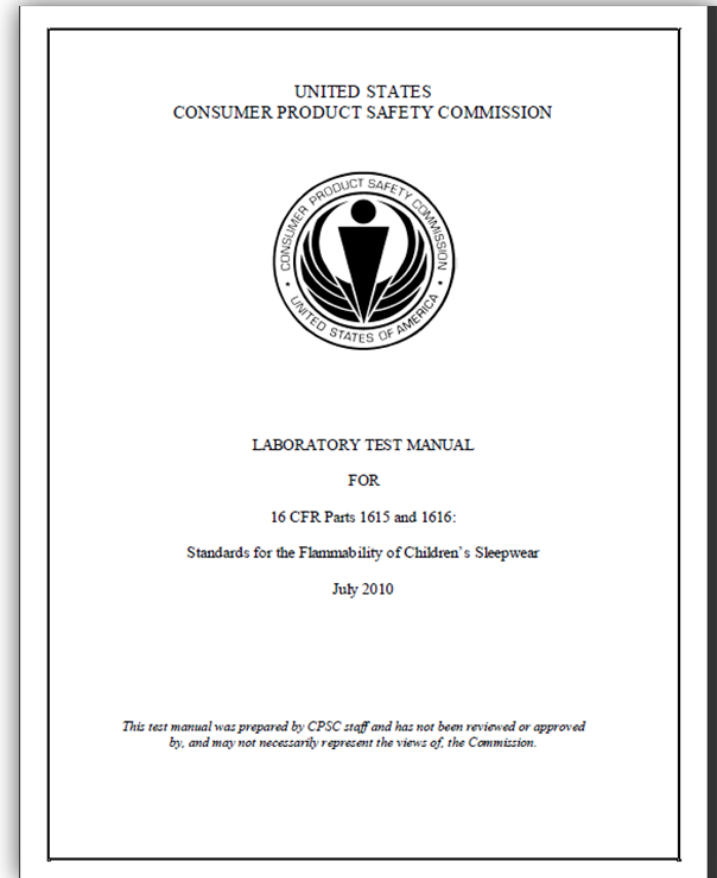 UNITED STATES
CONSUMER PRODUCT SAFETY COMMISSION
CONSUMER PRODUCT SAFETY COMMISSION
• UNITED STATES OF AMERICA •
LABORATORY TEST MANUAL
FOR
16 CFR Parts 1615 and 1616:
Standards for the Flammability of Children's Sleepwear
July 2010
This test manual was prepared by CPSC staff and has not been reviewed or approved
by, and may not necessarily represent the views of, the Commission.